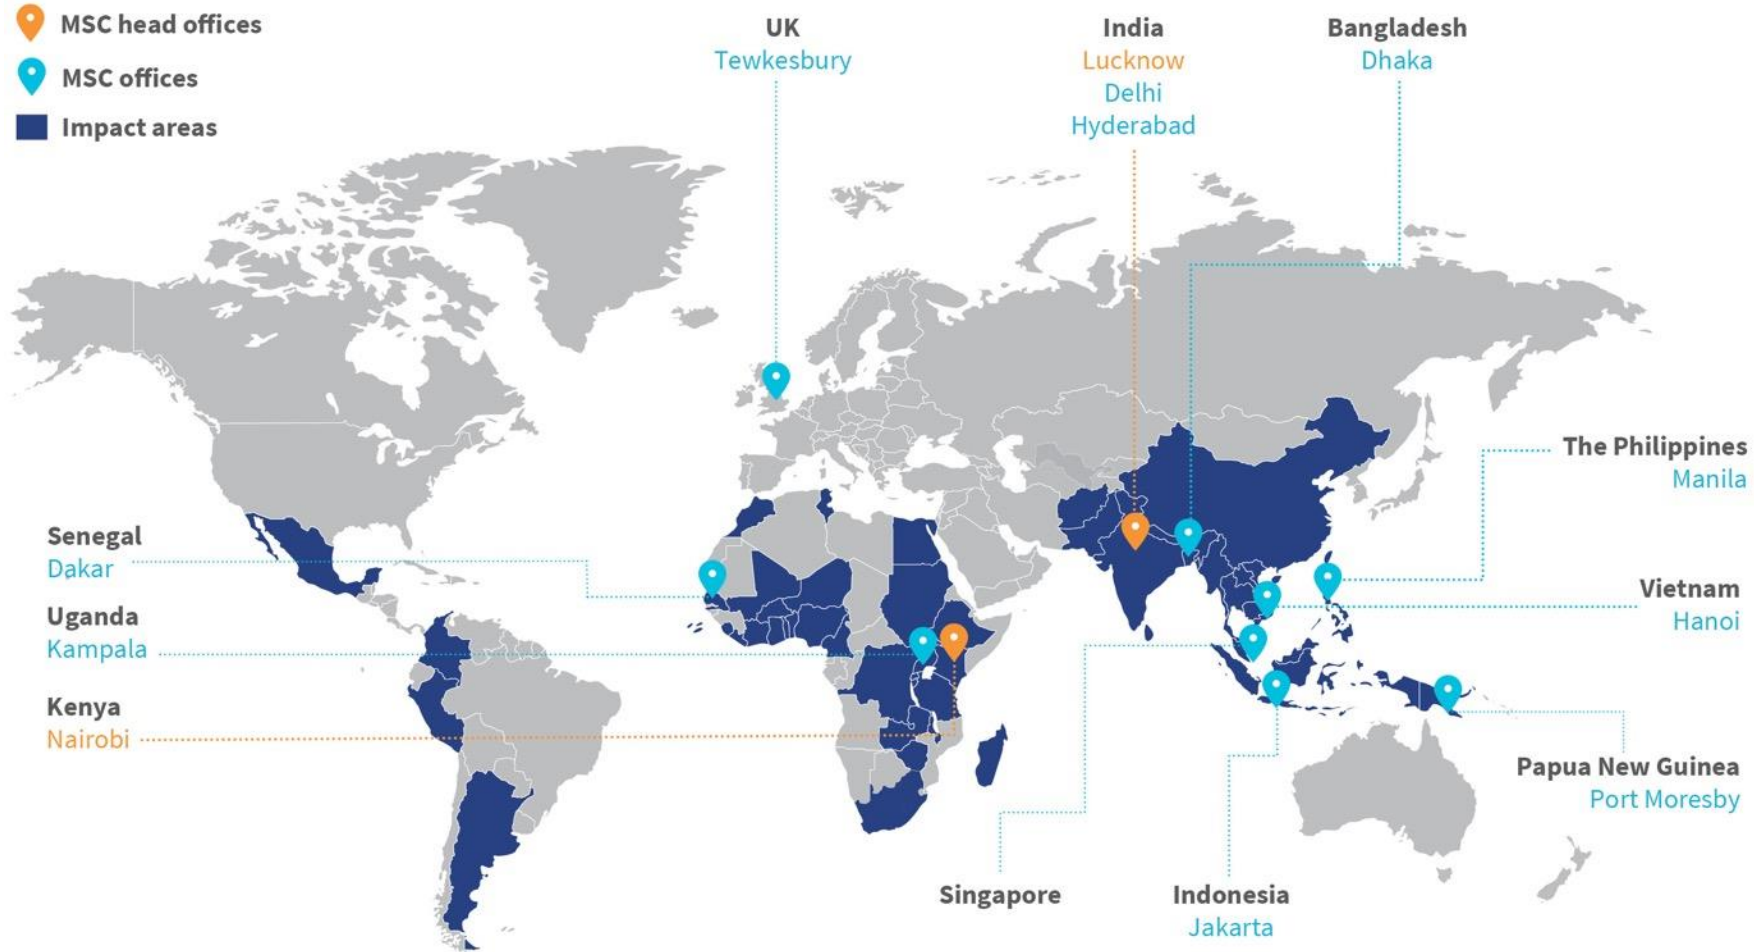 MSC head offices
MSC offices
Impact areas
UK
Tewkesbury
India
Lucknow
Delhi
Hyderabad
Bangladesh
Dhaka
The Philippines
Manila
Vietnam
Hanoi
Papua New Guinea
Port Moresby
Senegal
Dakar
Uganda
Kampala
Kenya
Nairobi
Singapore
Indonesia
Jakarta